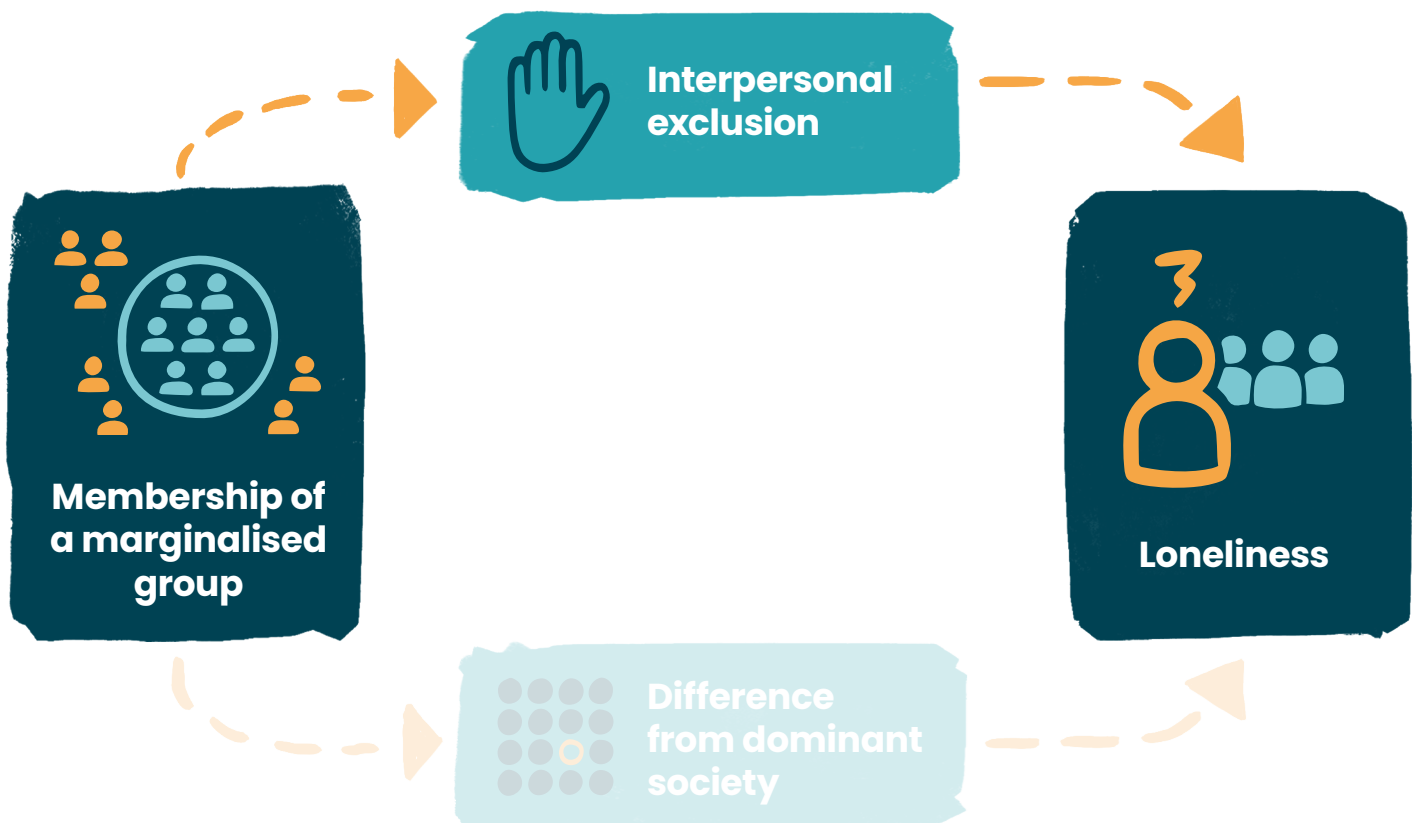 Interpersonal
exclusion
Membership of
a marginalised
group
Loneliness
Difference
from dominant
society